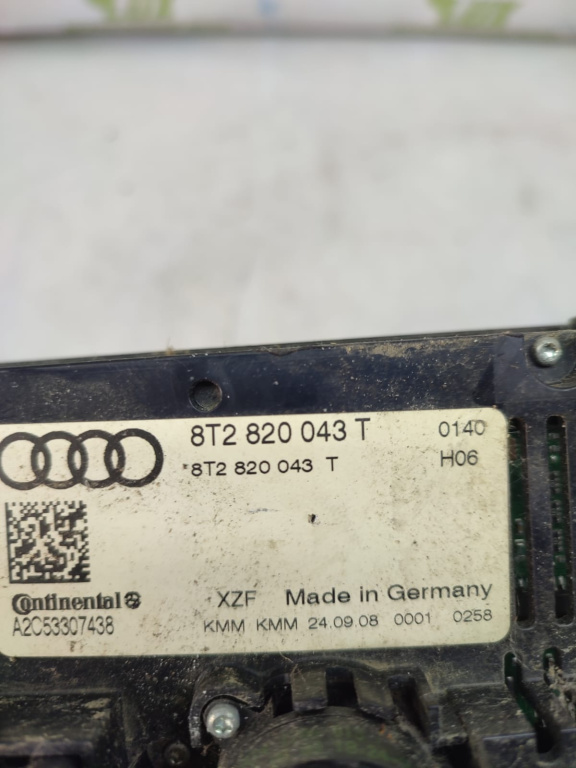 8T2 820 043 T 0140
*8T2 820 043 T H06
Continental XZF Made in Germany
A2C53307438 KMM KMM 24.09.08 0001 0258